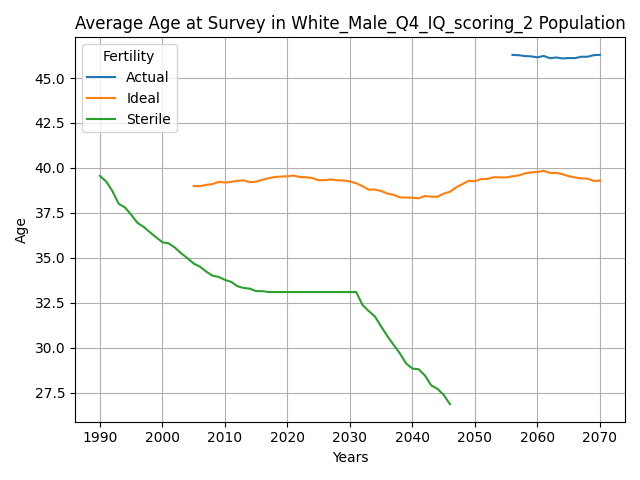 Average Age at Survey in White_Male_Q4_IQ_scoring_2 Population
Fertility
Actual
Ideal
Sterile
45.0
42.5
40.0
37.5
35.0
32.5
30.0
27.5
Age
1990 2000 2010 2020 2030 2040 2050 2060 2070
Years